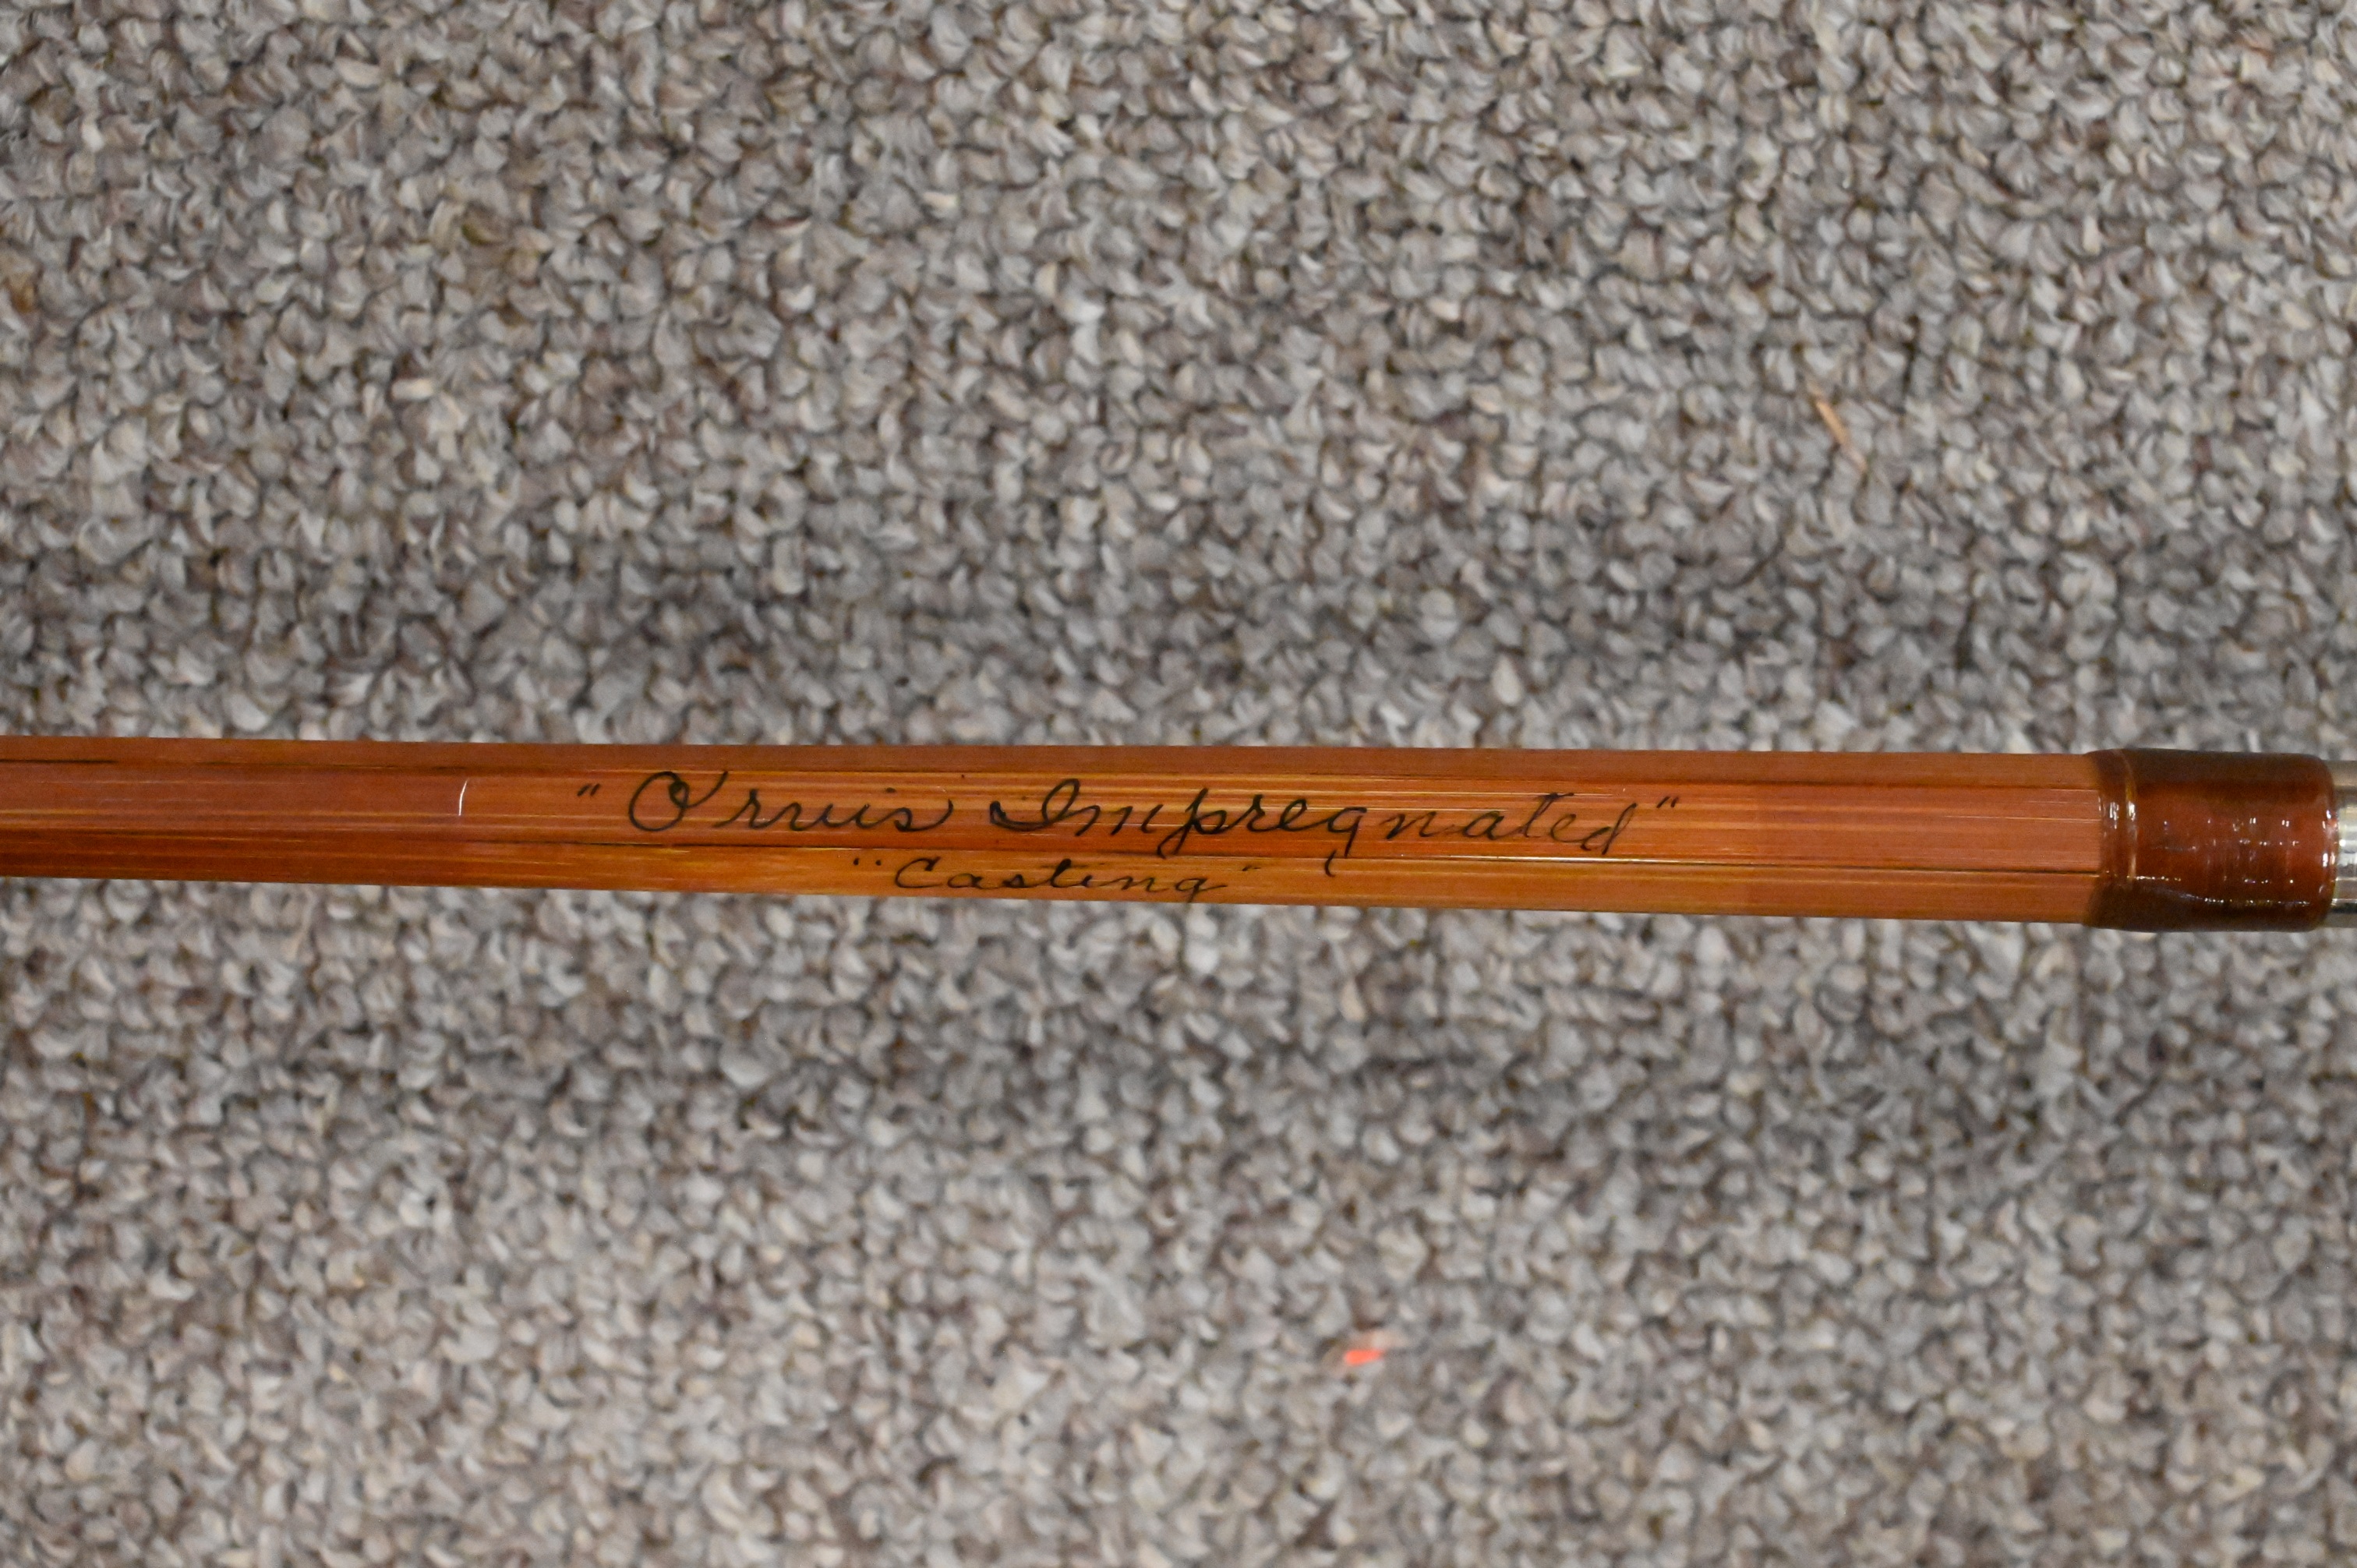 "Orvis Impregnated"
"Casting"